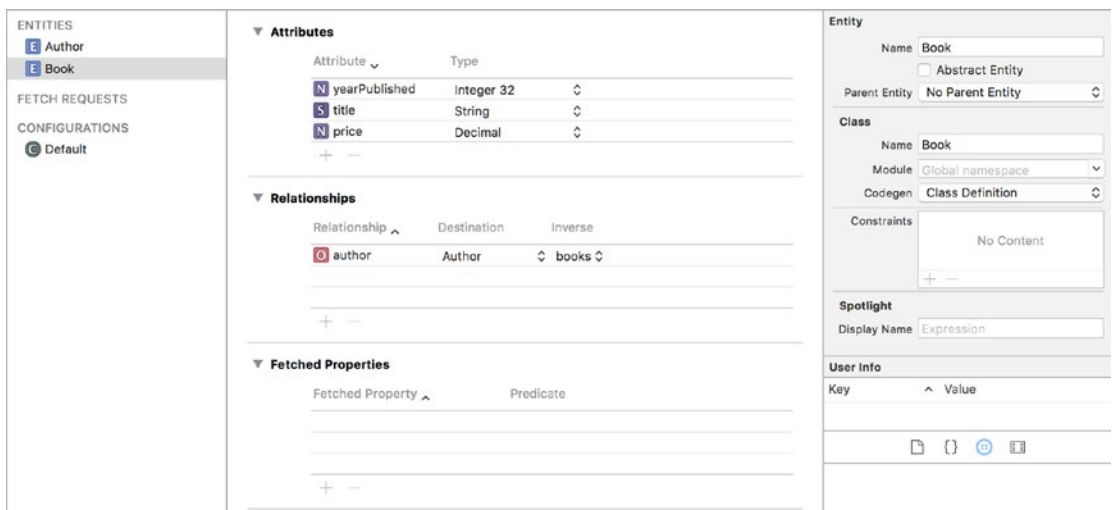 ENTITIES
E Author
E Book
FETCH REQUESTS
CONFIGURATIONS
C Default
Attributes
Attribute Type
N yearPublished Integer 32
S title String
N price Decimal
+ −
Relationships
Relationship Destination Inverse
O author Author books
+ −
Fetched Properties
Fetched Property Predicate
+ −
Entity
Name Book
Abstract Entity
Parent Entity No Parent Entity
Class
Name Book
Module Global namespace
Codegen Class Definition
Constraints
No Content
+ −
Spotlight
Display Name Expression
User Info
Key Value
{}